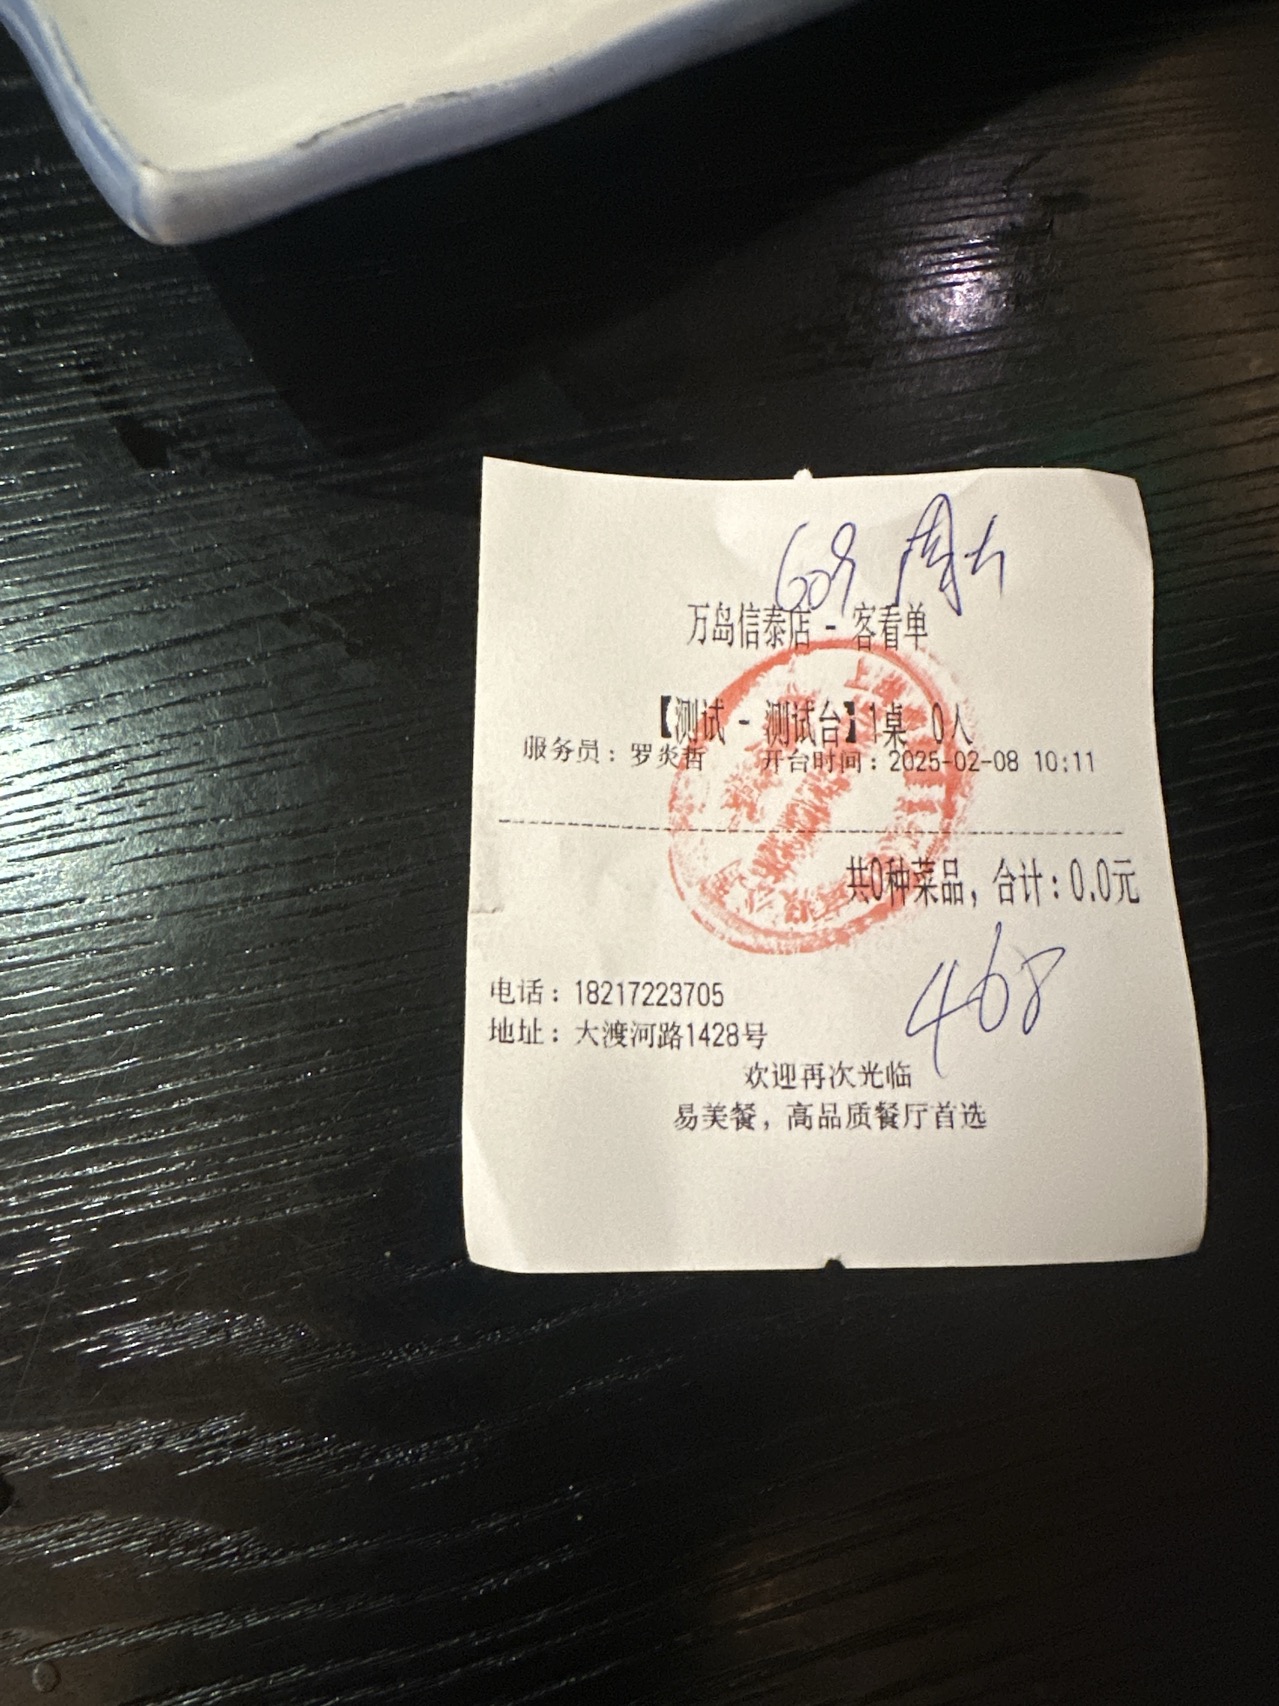 609 周六
万岛信泰店 - 客看单
【测试 - 测试台】1桌 0人
服务员：罗炎哲 开台时间：2025-02-08 10:11
共0种菜品，合计：0.0元
468
电话：18217223705
地址：大渡河路1428号
欢迎再次光临
易美餐，高品质餐厅首选